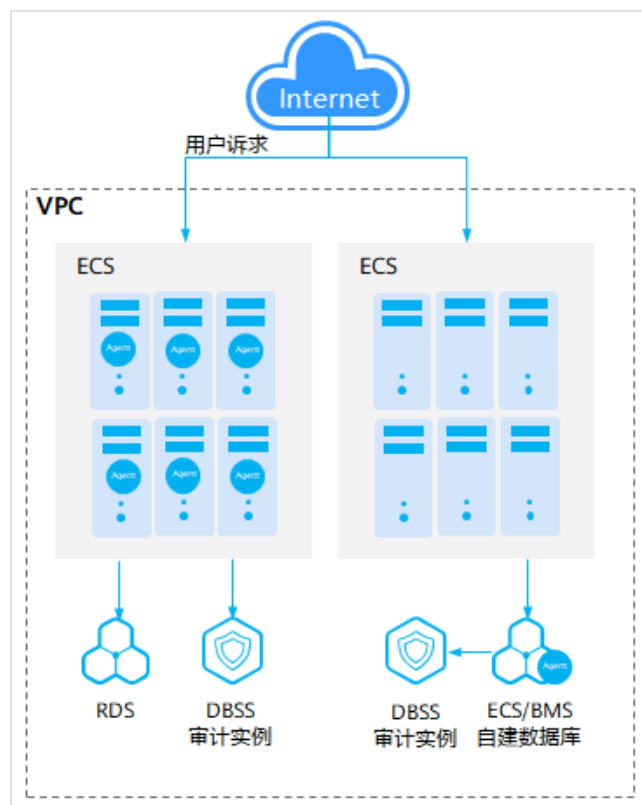 Internet
用户诉求
VPC
ECS
ECS
Agent
Agent
Agent
Agent
Agent
Agent
RDS
DBSS
审计实例
DBSS
审计实例
Agent
ECS/BMS
自建数据库